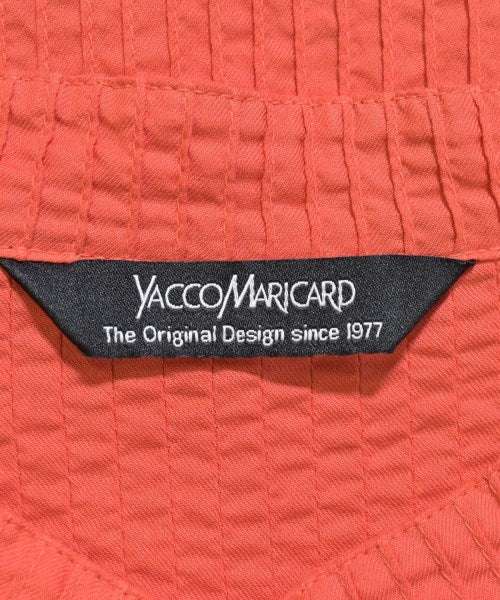 YACCOMARICARD
The Original Design since 1977